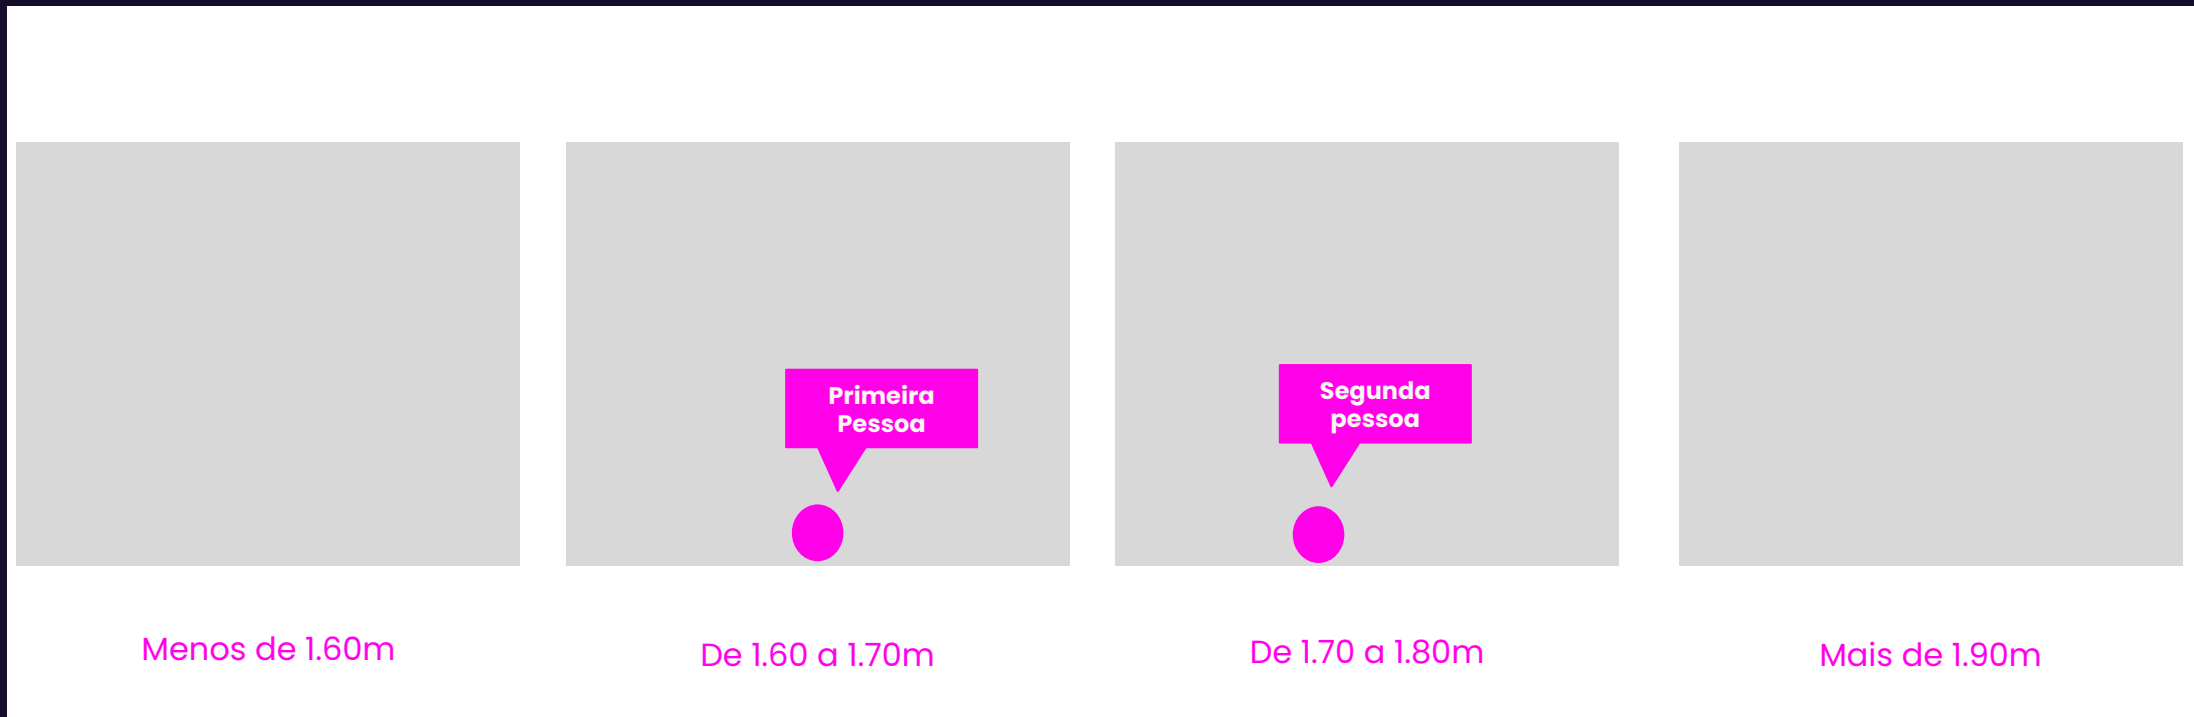 Primeira
Pessoa
Segunda
pessoa
Menos de 1.60m
De 1.60 a 1.70m
De 1.70 a 1.80m
Mais de 1.90m